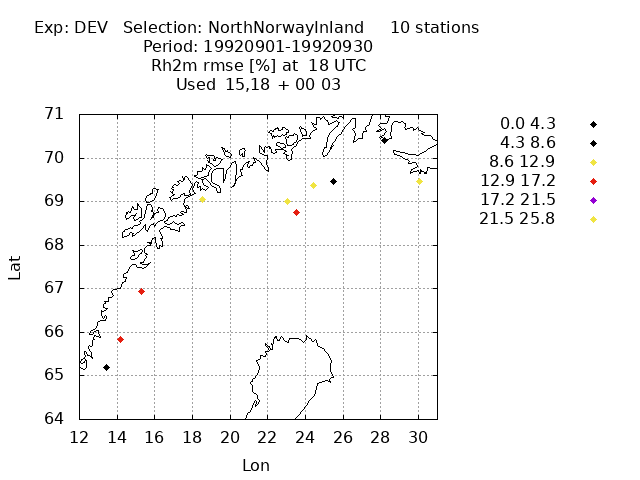 Exp: DEV   Selection: NorthNorwayInland     10 stations
Period: 19920901-19920930
Rh2m rmse [%] at  18 UTC
Used  15,18  + 00 03
71
70
69
68
67
66
65
64
Lat
12 14 16 18 20 22 24 26 28 30
Lon
0.0 4.3
4.3 8.6
8.6 12.9
12.9 17.2
17.2 21.5
21.5 25.8